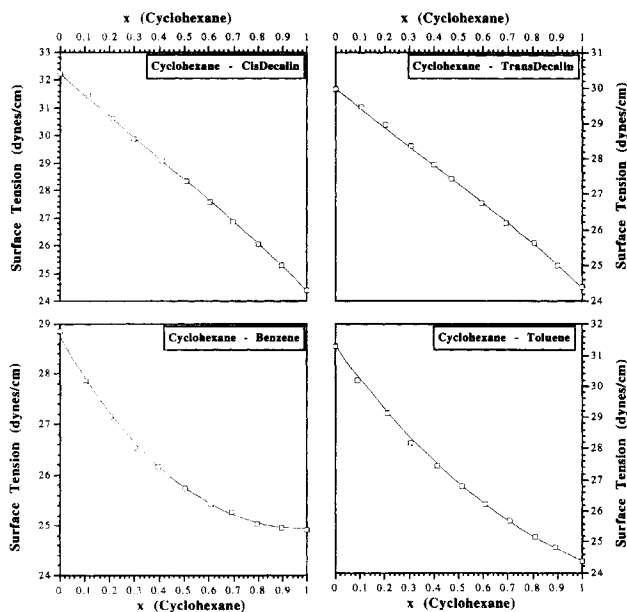 x (Cyclohexane)
0 0.1 0.2 0.3 0.4 0.5 0.6 0.7 0.8 0.9 1
x (Cyclohexane)
0 0.1 0.2 0.3 0.4 0.5 0.6 0.7 0.8 0.9 1
Surface Tension (dynes/cm)
33
32
31
30
29
28
27
26
25
24
Cyclohexane - CisDecalin
Cyclohexane - TransDecalin
31
30
29
28
27
26
25
24
Surface Tension (dynes/cm)
Surface Tension (dynes/cm)
29
28
27
26
25
24
Cyclohexane - Benzene
Cyclohexane - Toluene
32
31
30
29
28
27
26
25
24
Surface Tension (dynes/cm)
0 0.1 0.2 0.3 0.4 0.5 0.6 0.7 0.8 0.9 1
x (Cyclohexane)
0 0.1 0.2 0.3 0.4 0.5 0.6 0.7 0.8 0.9 1
x (Cyclohexane)